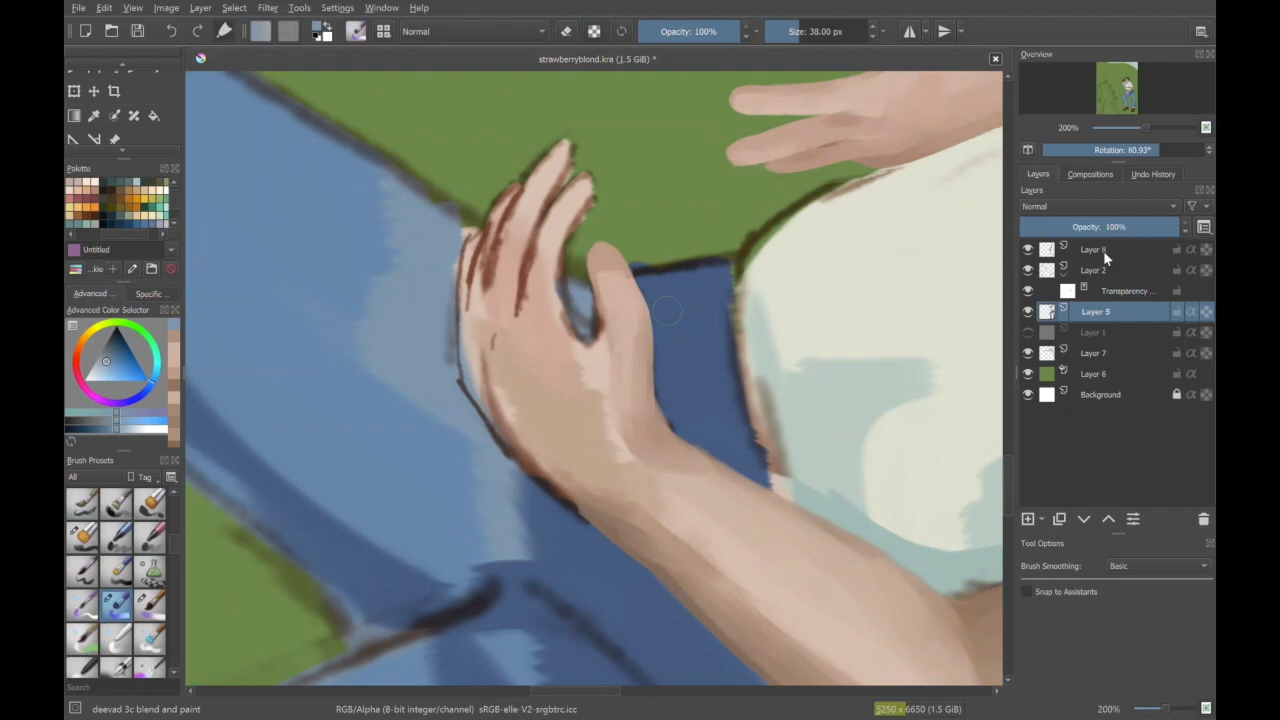 File Edit View Image Layer Select Filter Tools Settings Window Help
Normal Opacity: 100% Size: 38.00 px
strawberryblond.kra (1.5 GiB) *
Overview
200%
Rotation: 80.93°
Layers Compositions Undo History
Layers
Normal
Opacity: 100%
Layer 8
Layer 2
Transparency ...
Layer 5
Layer 1
Layer 7
Layer 6
Background
Tool Options
Brush Smoothing: Basic
Snap to Assistants
Palette
Untitled
...kie
Advanced ... Specific ...
Advanced Color Selector
Brush Presets
All Tag
Search
deevad 3c blend and paint RGB/Alpha (8-bit integer/channel) sRGB-elle-V2-srgbtrc.icc 5250 x 6650 (1.5 GiB) 200%